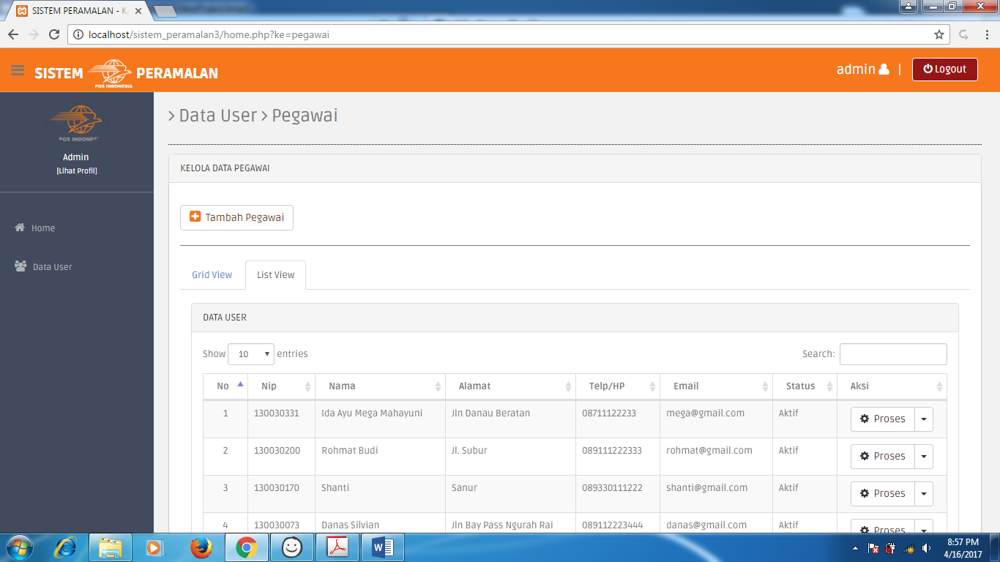 SISTEM PERAMALAN - K
localhost/sistem_peramalan3/home.php?ke=pegawai
SISTEM POS INDONESIA PERAMALAN
admin | Logout
POS INDONE
Admin
[Lihat Profil]
Home
Data User
> Data User > Pegawai
KELOLA DATA PEGAWAI
Tambah Pegawai
Grid View List View
DATA USER
Show 10 entries Search:
No Nip Nama Alamat Telp/HP Email Status Aksi
1 130030331 Ida Ayu Mega Mahayuni Jln Danau Beratan 08711122233 mega@gmail.com Aktif Proses
2 130030200 Rohmat Budi Jl. Subur 089111222333 rohmat@gmail.com Aktif Proses
3 130030170 Shanti Sanur 089330111222 shanti@gmail.com Aktif Proses
4 130030073 Danas Silvian Jln Bay Pass Ngurah Rai 089112223444 danas@gmail.com Aktif Proses
8:57 PM
4/16/2017